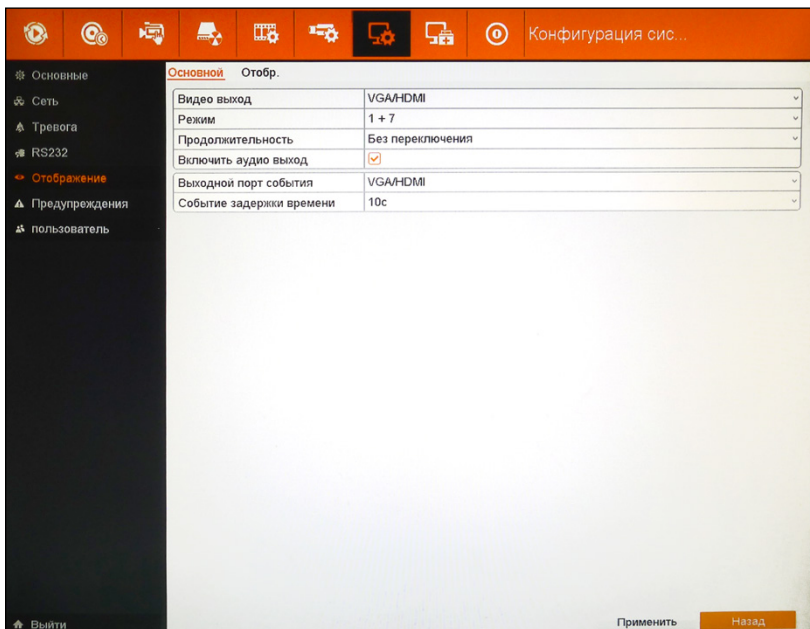 Конфигурация сис...
Основные
Сеть
Тревога
RS232
Отображение
Предупреждения
пользователь
Выйти
Основной Отобр.
Видео выход VGA/HDMI
Режим 1 + 7
Продолжительность Без переключения
Включить аудио выход
Выходной порт события VGA/HDMI
Событие задержки времени 10с
Применить Назад